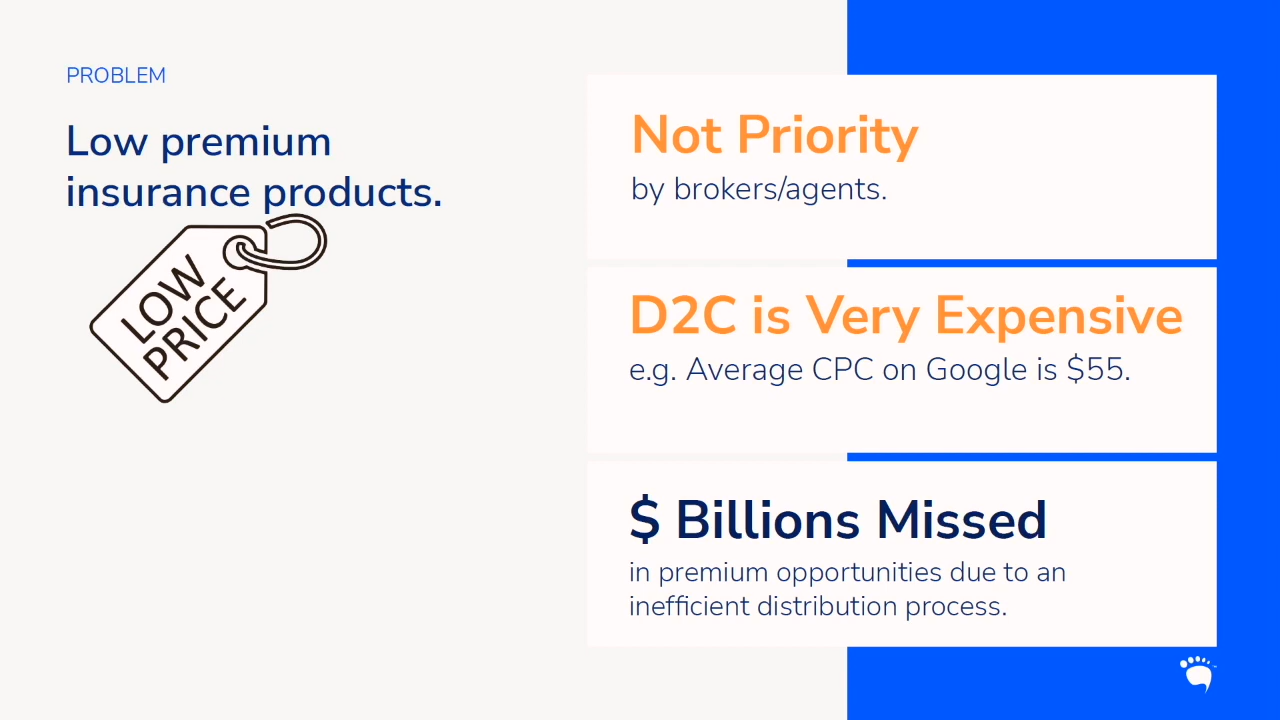 PROBLEM
Low premium
insurance products.
LOW
PRICE
Not Priority
by brokers/agents.
D2C is Very Expensive
e.g. Average CPC on Google is $55.
$ Billions Missed
in premium opportunities due to an
inefficient distribution process.